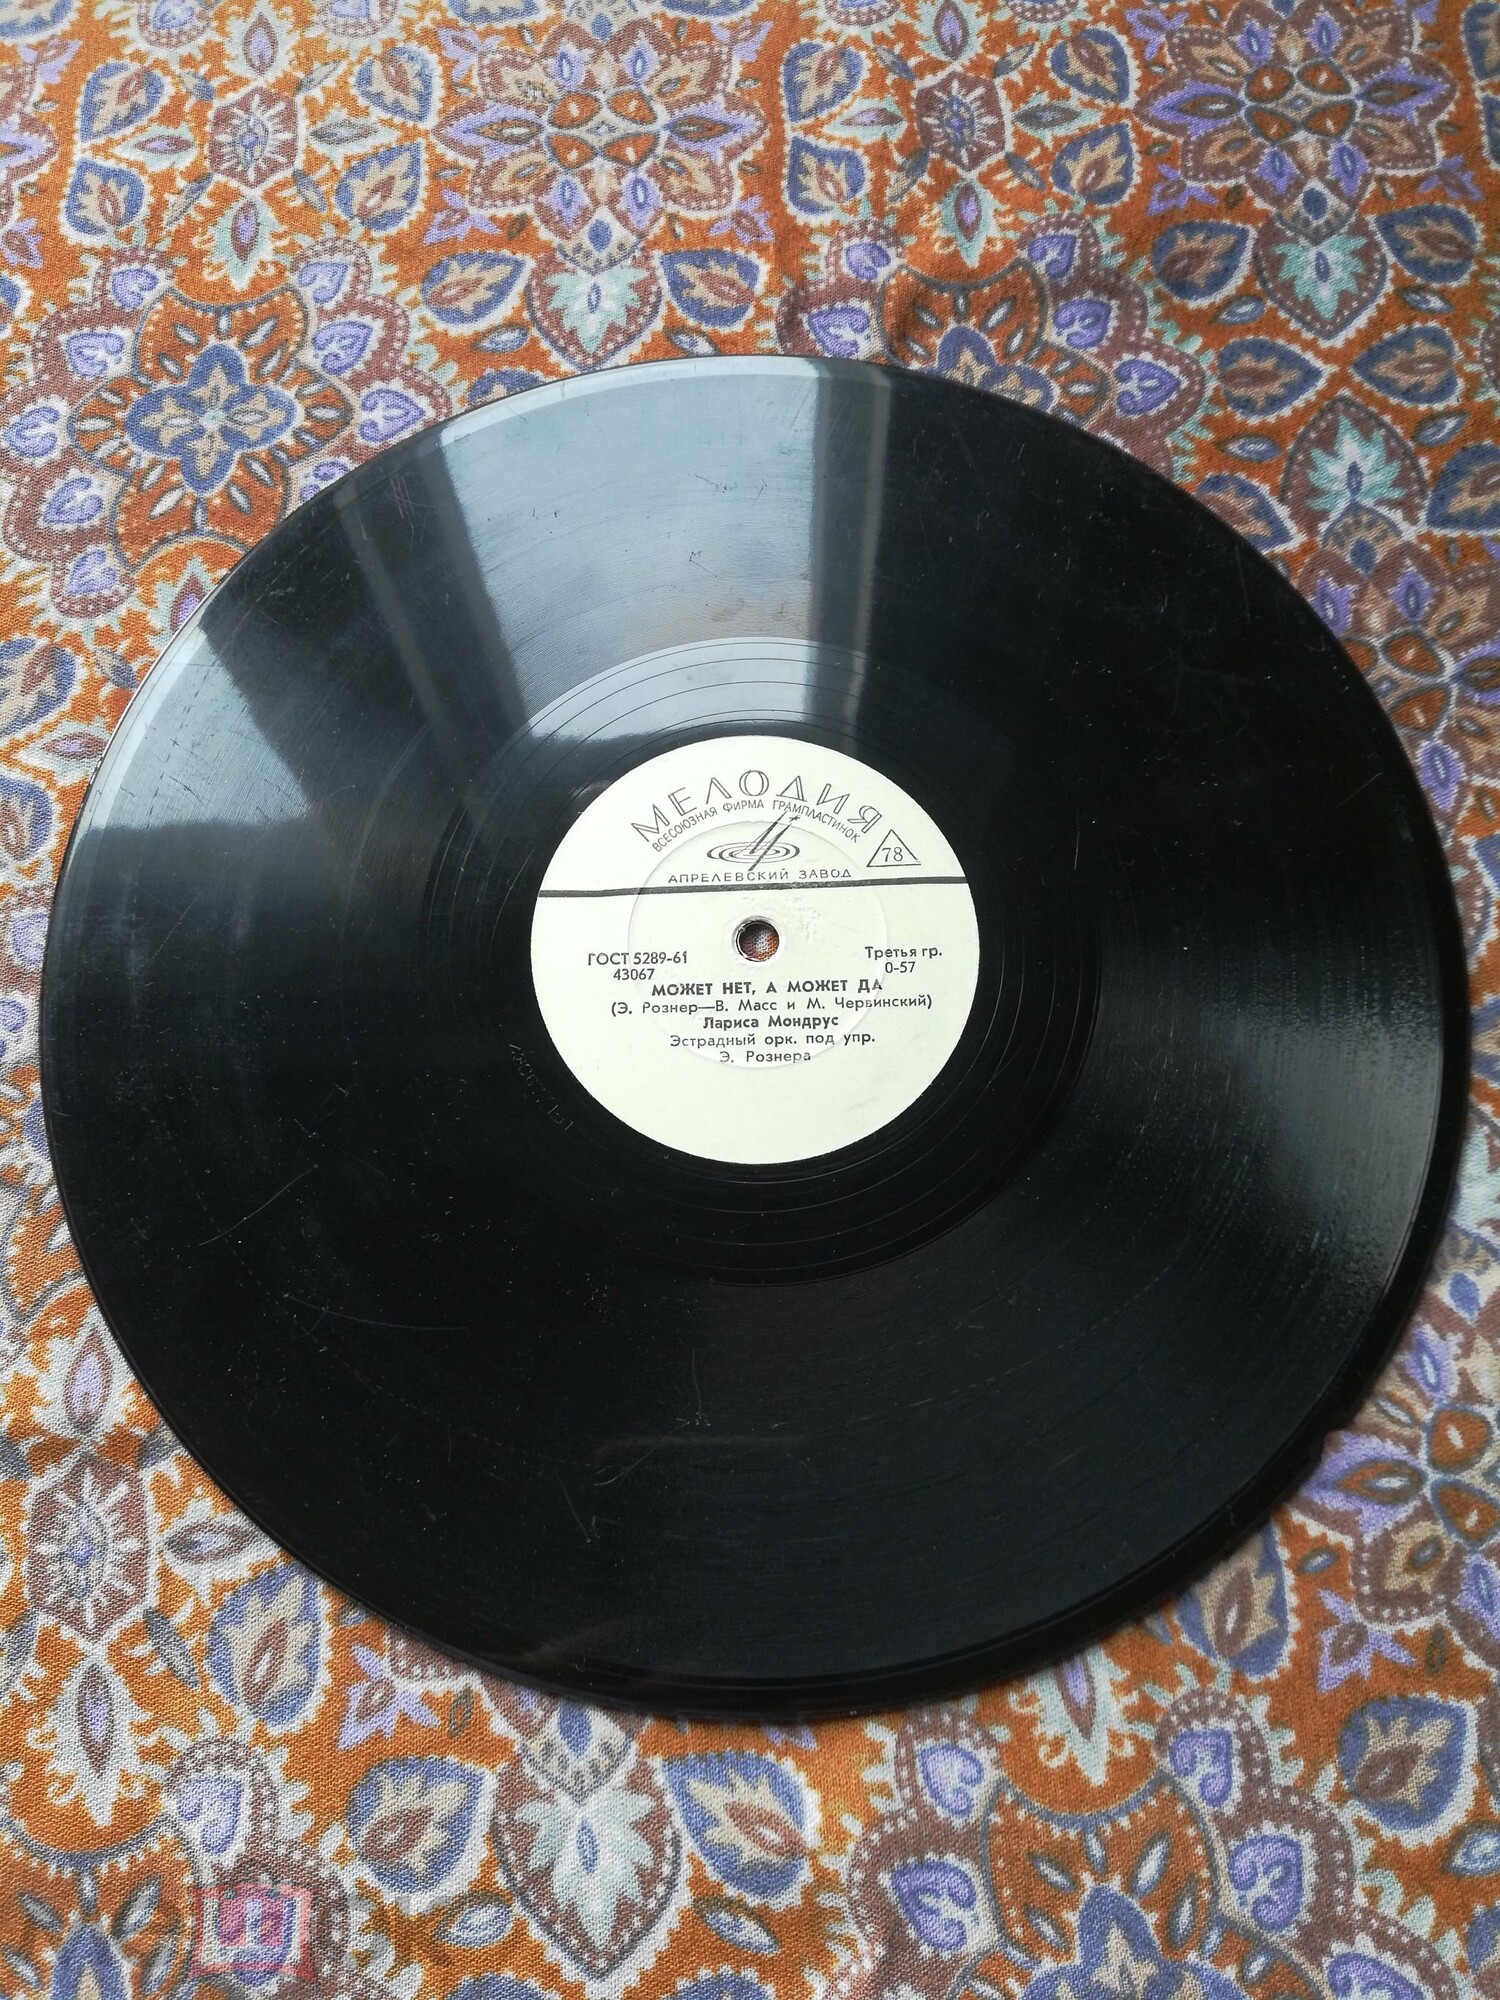 МЕЛОДИЯ
ВСЕСОЮЗНАЯ ФИРМА ГРАМПЛАСТИНОК
78
АПРЕЛЕВСКИЙ ЗАВОД
ГОСТ 5289-61 Третья гр.
43067 0-57
МОЖЕТ НЕТ, А МОЖЕТ ДА
(Э. Рознер—В. Масс и М. Червинский)
Лариса Мондрус
Эстрадный орк. под упр.
Э. Рознера